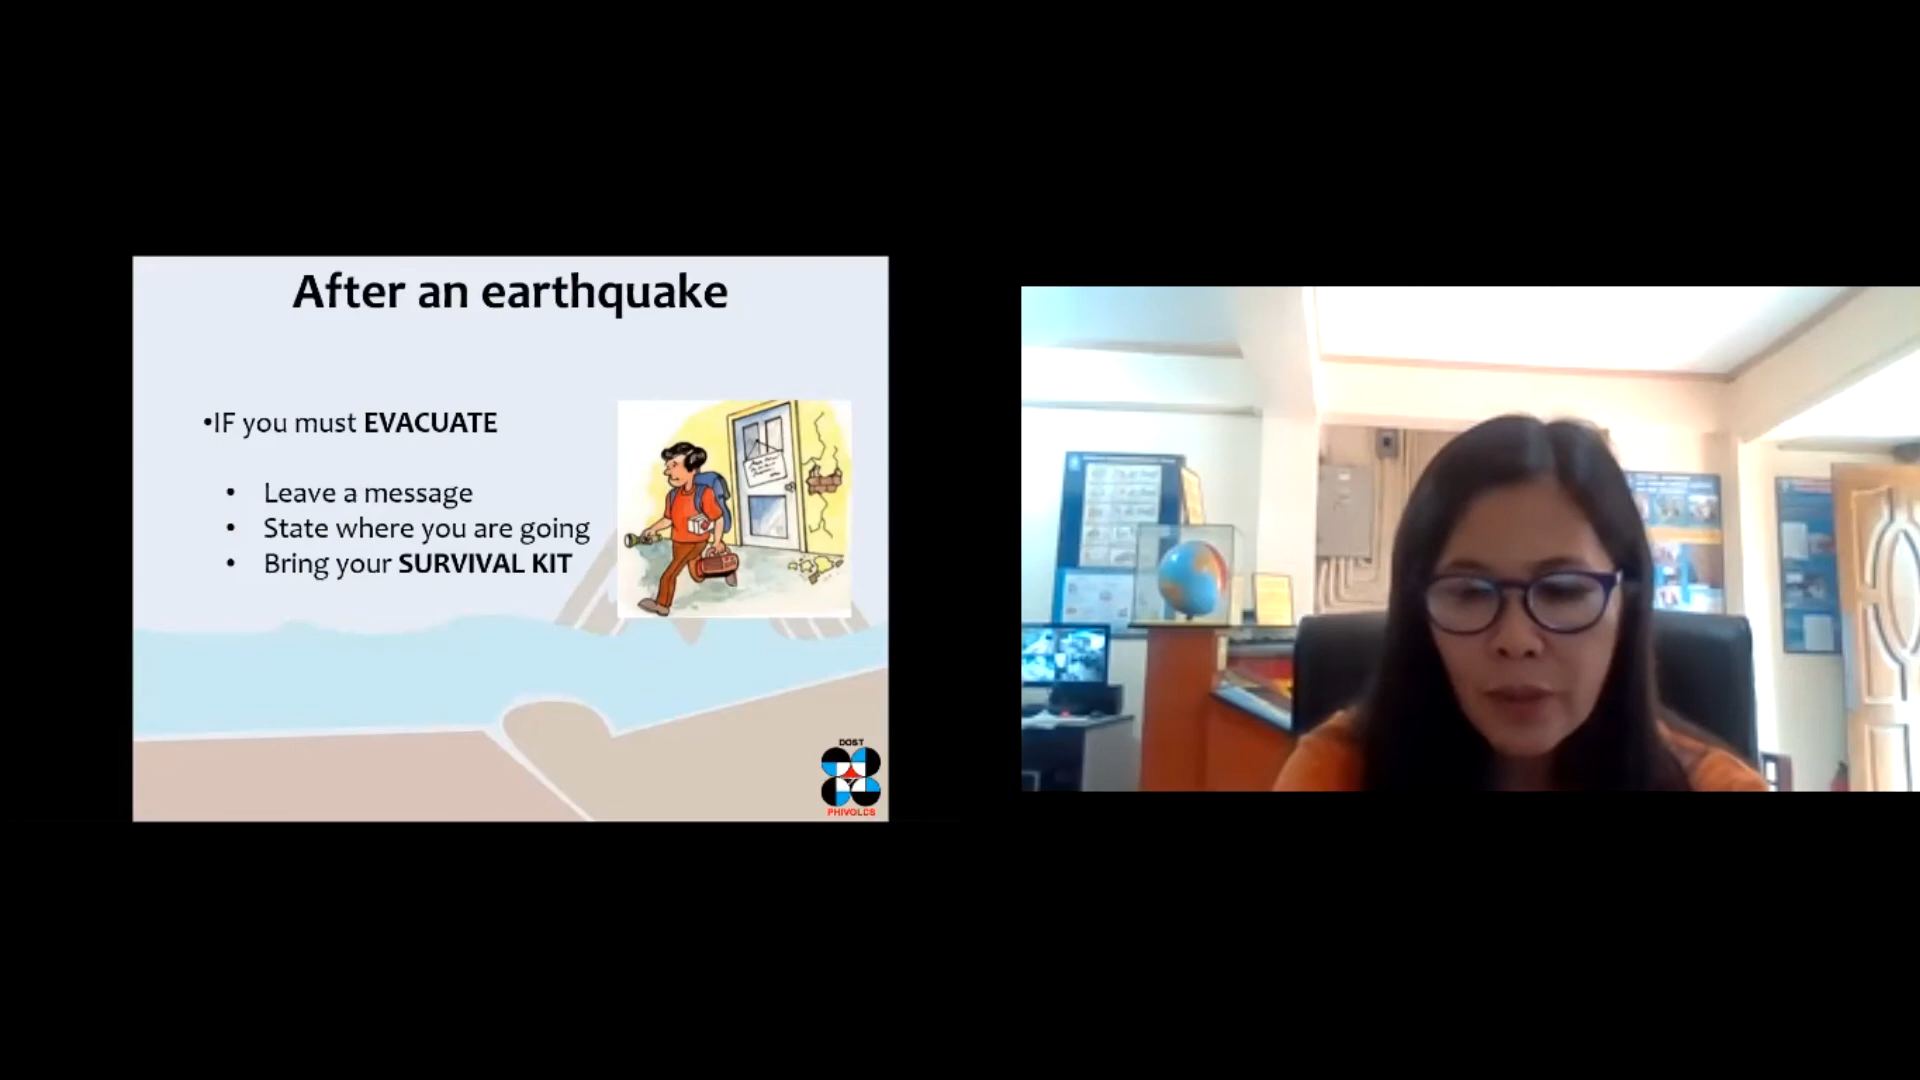 After an earthquake
•IF you must EVACUATE
• Leave a message
• State where you are going
• Bring your SURVIVAL KIT
DOST
PHIVOLCS